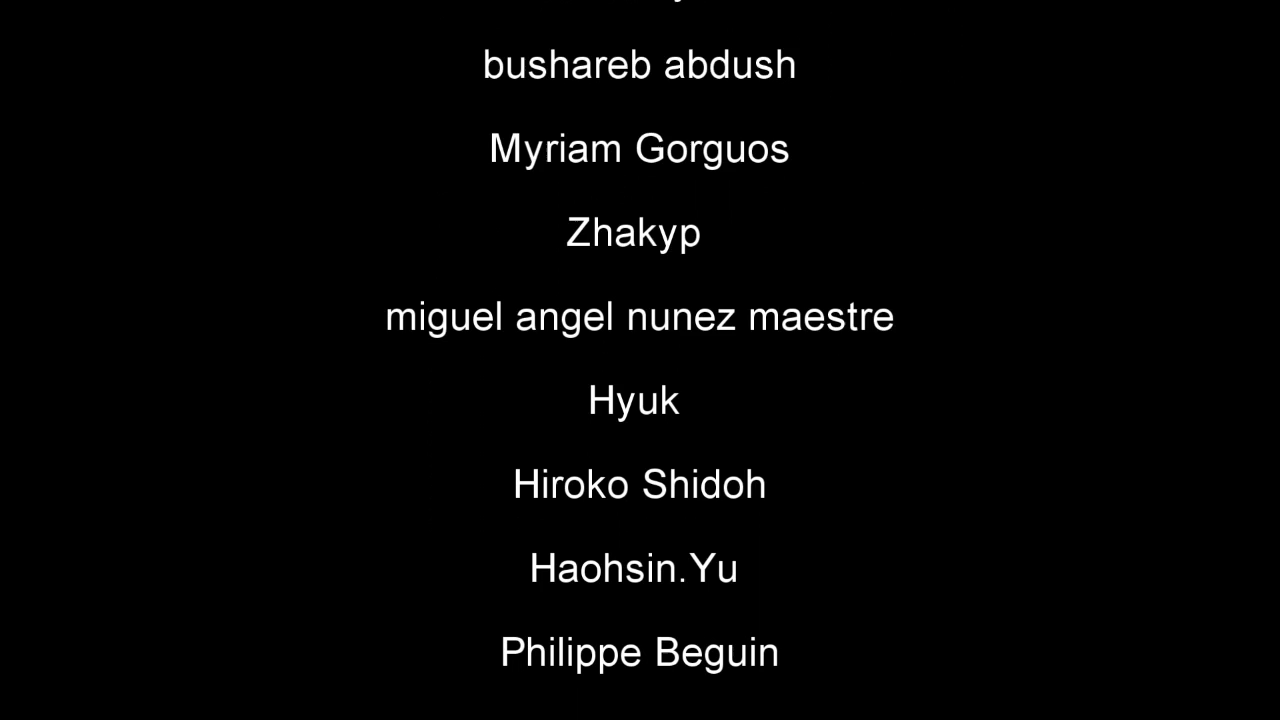 bushareb abdush
Myriam Gorguos
Zhakyp
miguel angel nunez maestre
Hyuk
Hiroko Shidoh
Haohsin.Yu
Philippe Beguin